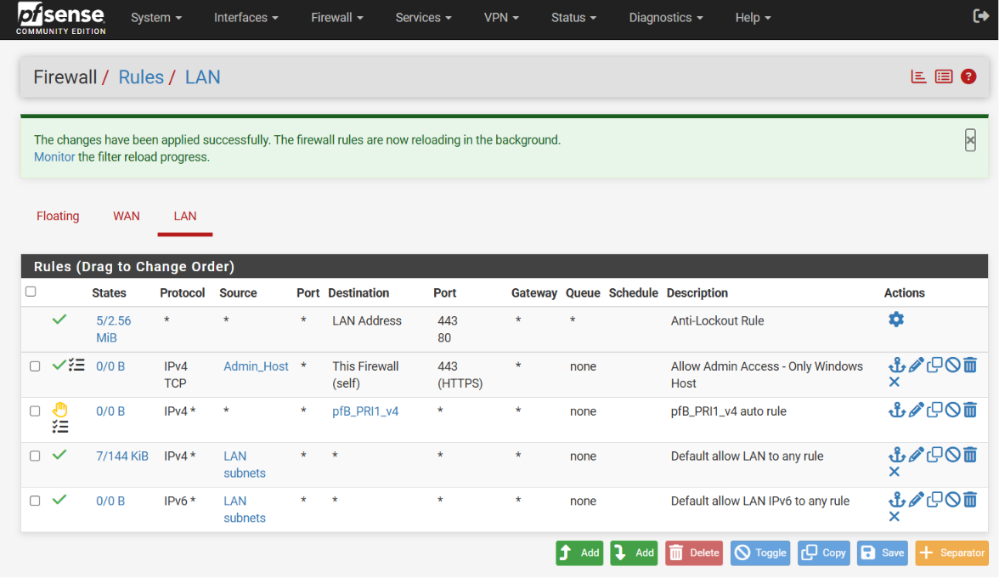 pfsense
COMMUNITY EDITION
System Interfaces Firewall Services VPN Status Diagnostics Help
Firewall / Rules / LAN
The changes have been applied successfully. The firewall rules are now reloading in the background.
Monitor the filter reload progress.
Floating WAN LAN
Rules (Drag to Change Order)
States Protocol Source Port Destination Port Gateway Queue Schedule Description Actions
5/2.56 * * * LAN Address 443 * * Anti-Lockout Rule
MiB 80
0/0 B IPv4 Admin_Host * This Firewall 443 * none Allow Admin Access - Only Windows
TCP (self) (HTTPS) Host
0/0 B IPv4 * * * pfB_PRI1_v4 * * none pfB_PRI1_v4 auto rule
7/144 KiB IPv4 * LAN * * * * none Default allow LAN to any rule
subnets
0/0 B IPv6 * LAN * * * * none Default allow LAN IPv6 to any rule
subnets
Add Add Delete Toggle Copy Save Separator